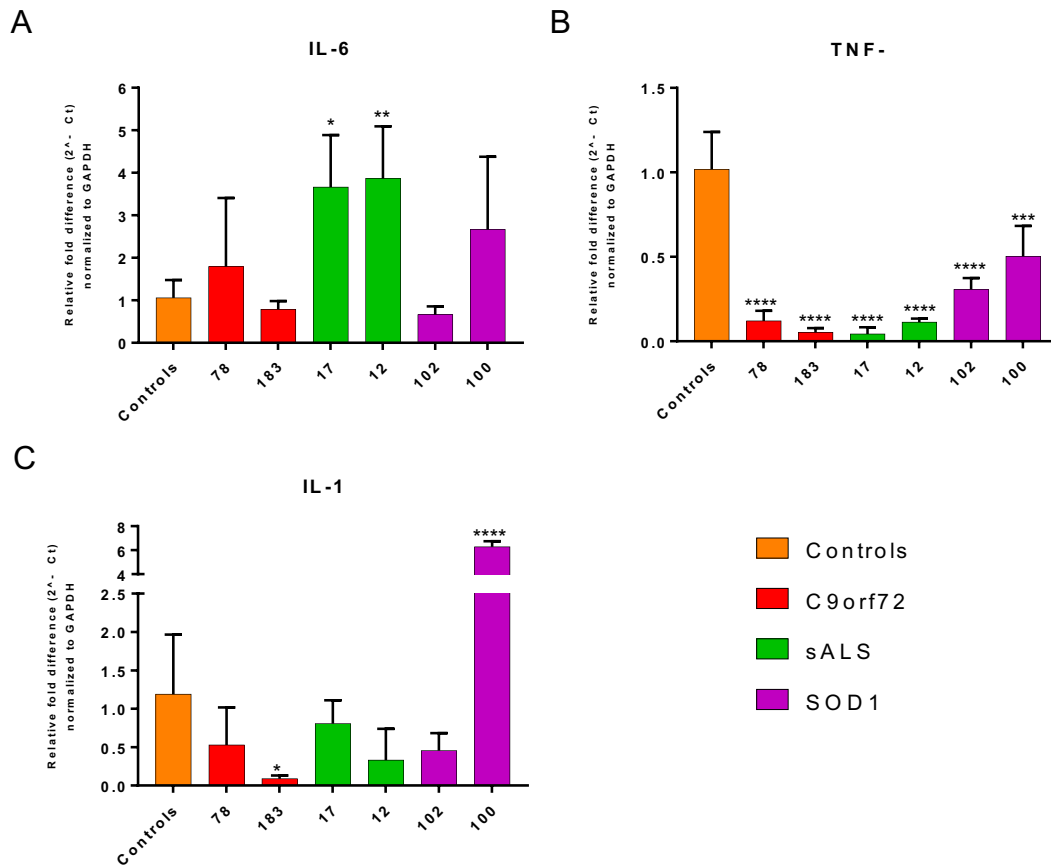 A
IL-6
Relative fold difference (2^- Ct)
normalized to GAPDH
6
5
4
3
2
1
0
* **
Controls 78 183 17 12 102 100
B
TNF-
Relative fold difference (2^- Ct)
normalized to GAPDH
1.5
1.0
0.5
0.0
**** **** **** **** **** ***
Controls 78 183 17 12 102 100
C
IL-1
Relative fold difference (2^- Ct)
normalized to GAPDH
8
6
4
2.5
2.0
1.5
1.0
0.5
0.0
* ****
Controls 78 183 17 12 102 100
Controls
C9orf72
sALS
SOD1